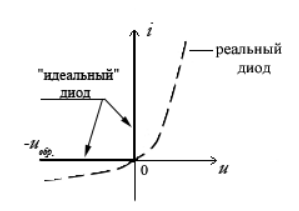 i
реальный
диод
"идеальный"
диод
-u обр.
0
u